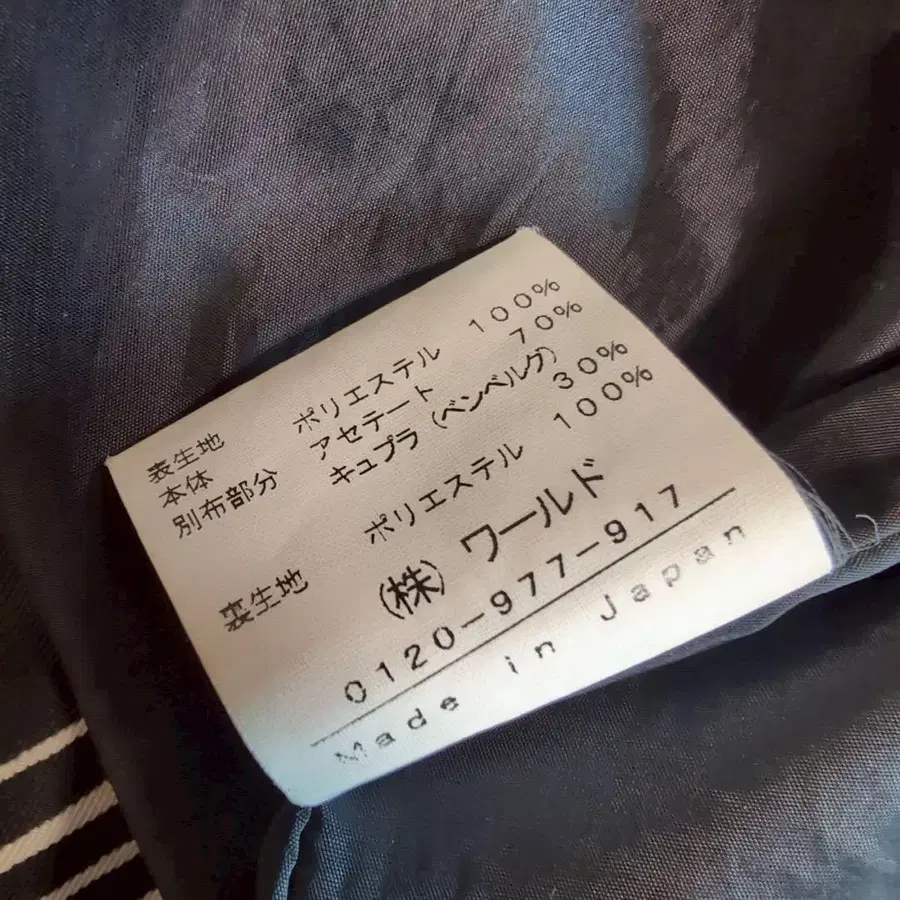 表生地
本体 ポリエステル 100%
別布部分 アセテート 70%
キュプラ(ベンベルグ) 30%
裏生地 ポリエステル 100%
(株) ワールド
0120-977-917
Made in Japan